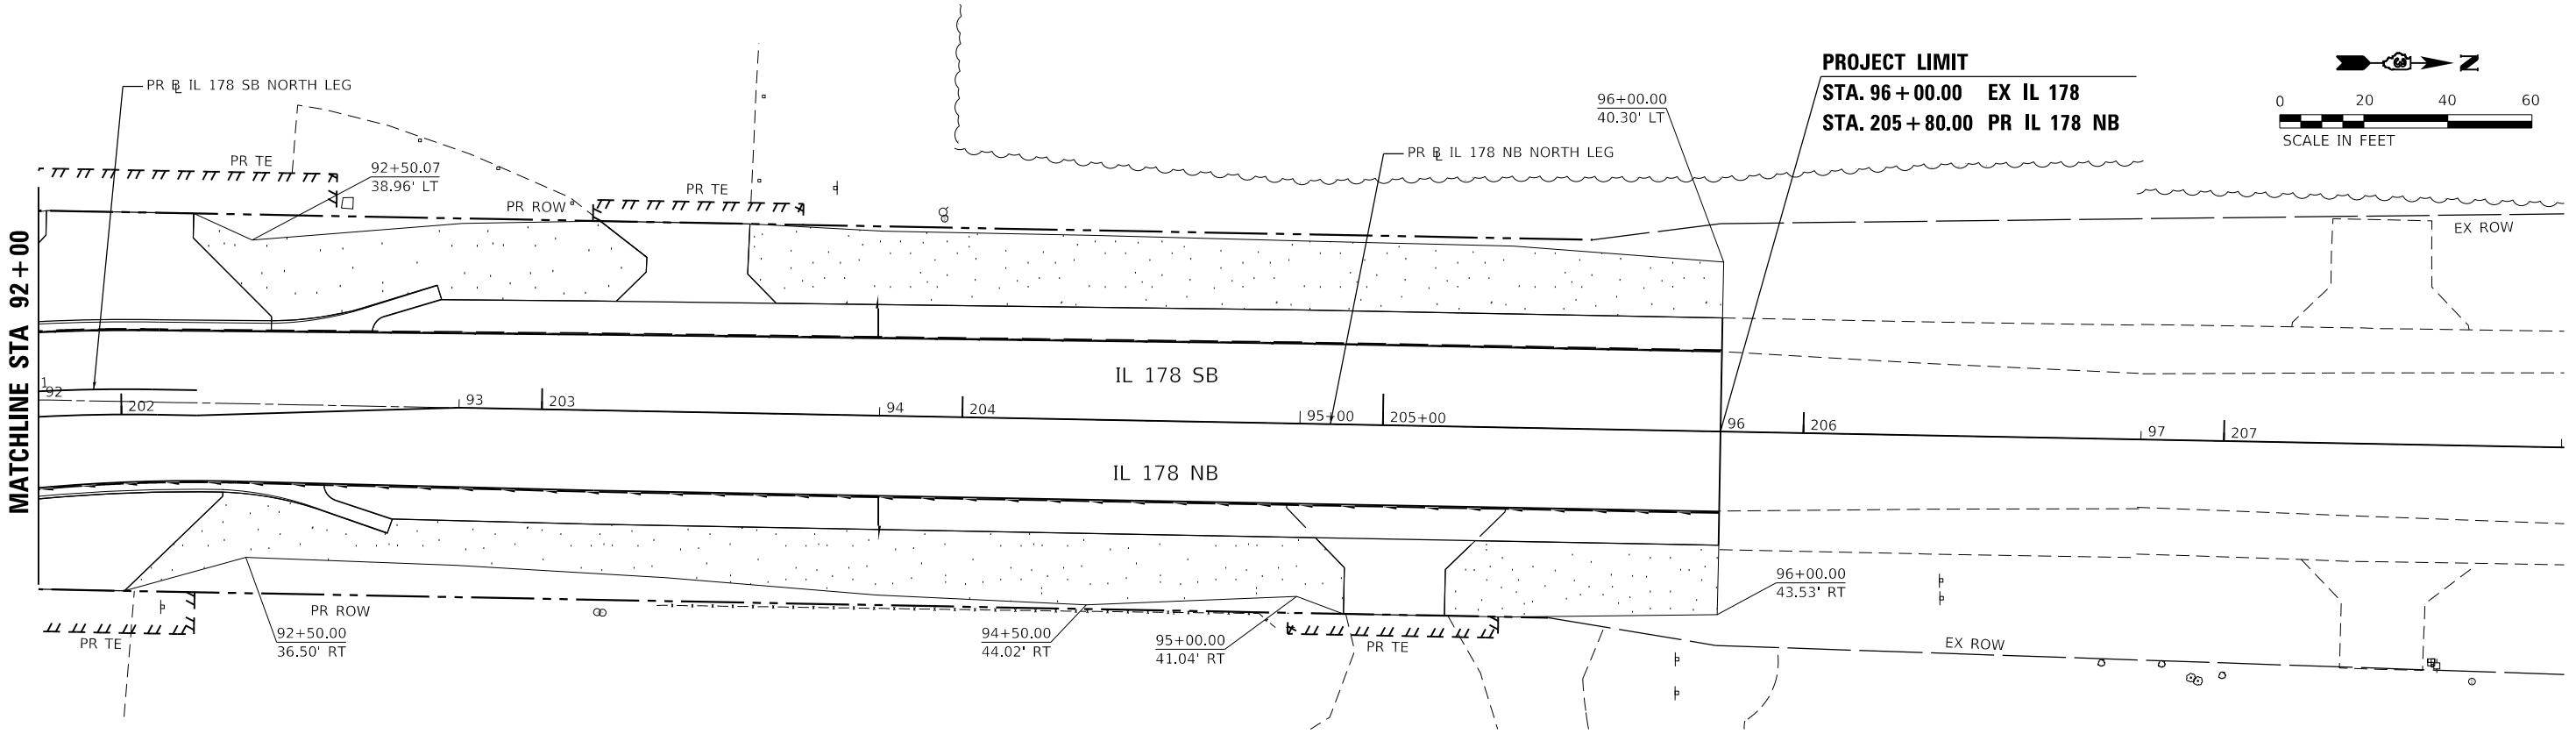 PROJECT LIMIT
STA. 96+00.00 EX IL 178
STA. 205+80.00 PR IL 178 NB
N
0 20 40 60
SCALE IN FEET
PR BL IL 178 SB NORTH LEG
96+00.00
40.30' LT
PR BL IL 178 NB NORTH LEG
PR TE
92+50.07
38.96' LT
PR TE
PR ROW
EX ROW
MATCHLINE STA 92+00
IL 178 SB
1
92
202
93
203
94
204
95+00
205+00
96
206
97
207
IL 178 NB
PR TE
PR ROW
92+50.00
36.50' RT
94+50.00
44.02' RT
95+00.00
41.04' RT
PR TE
96+00.00
43.53' RT
EX ROW